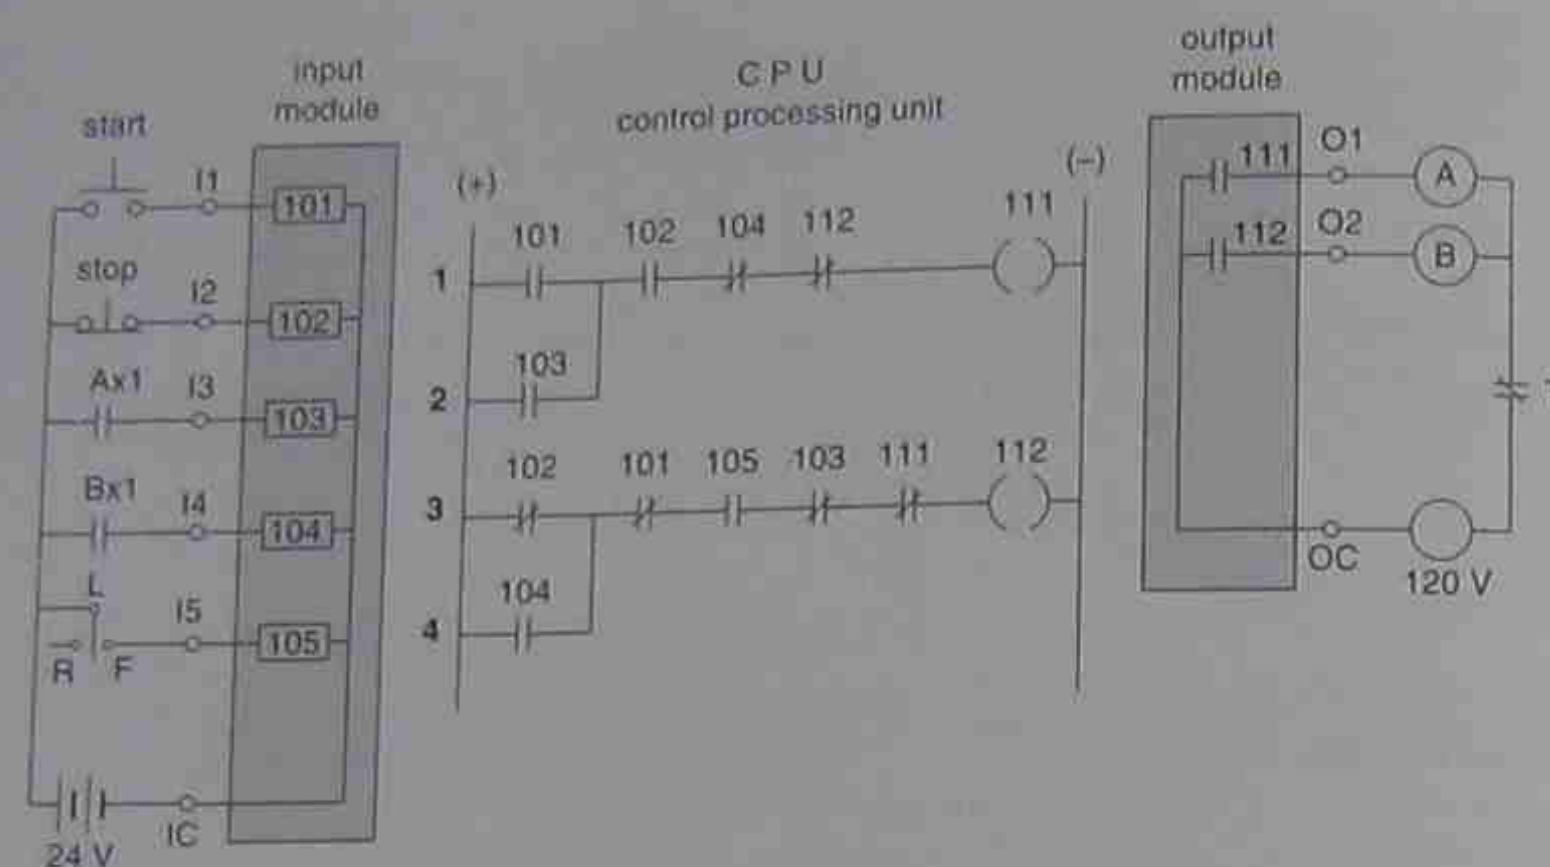 input
module
start
I1
101
stop
I2
102
Ax1
I3
103
Bx1
I4
104
L
I5
105
R
F
IC
24 V
C P U
control processing unit
(+)
(–)
1
101
102
104
112
111
2
103
3
102
101
105
103
111
112
4
104
output
module
111
O1
A
112
O2
B
OC
120 V